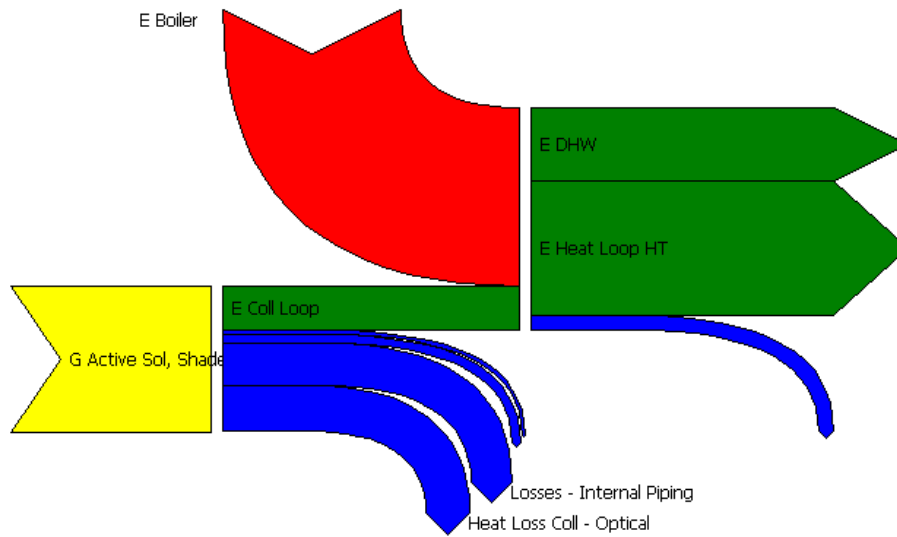 E Boiler
E DHW
E Heat Loop HT
E Coll Loop
G Active Sol, Shade
Losses - Internal Piping
Heat Loss Coll - Optical